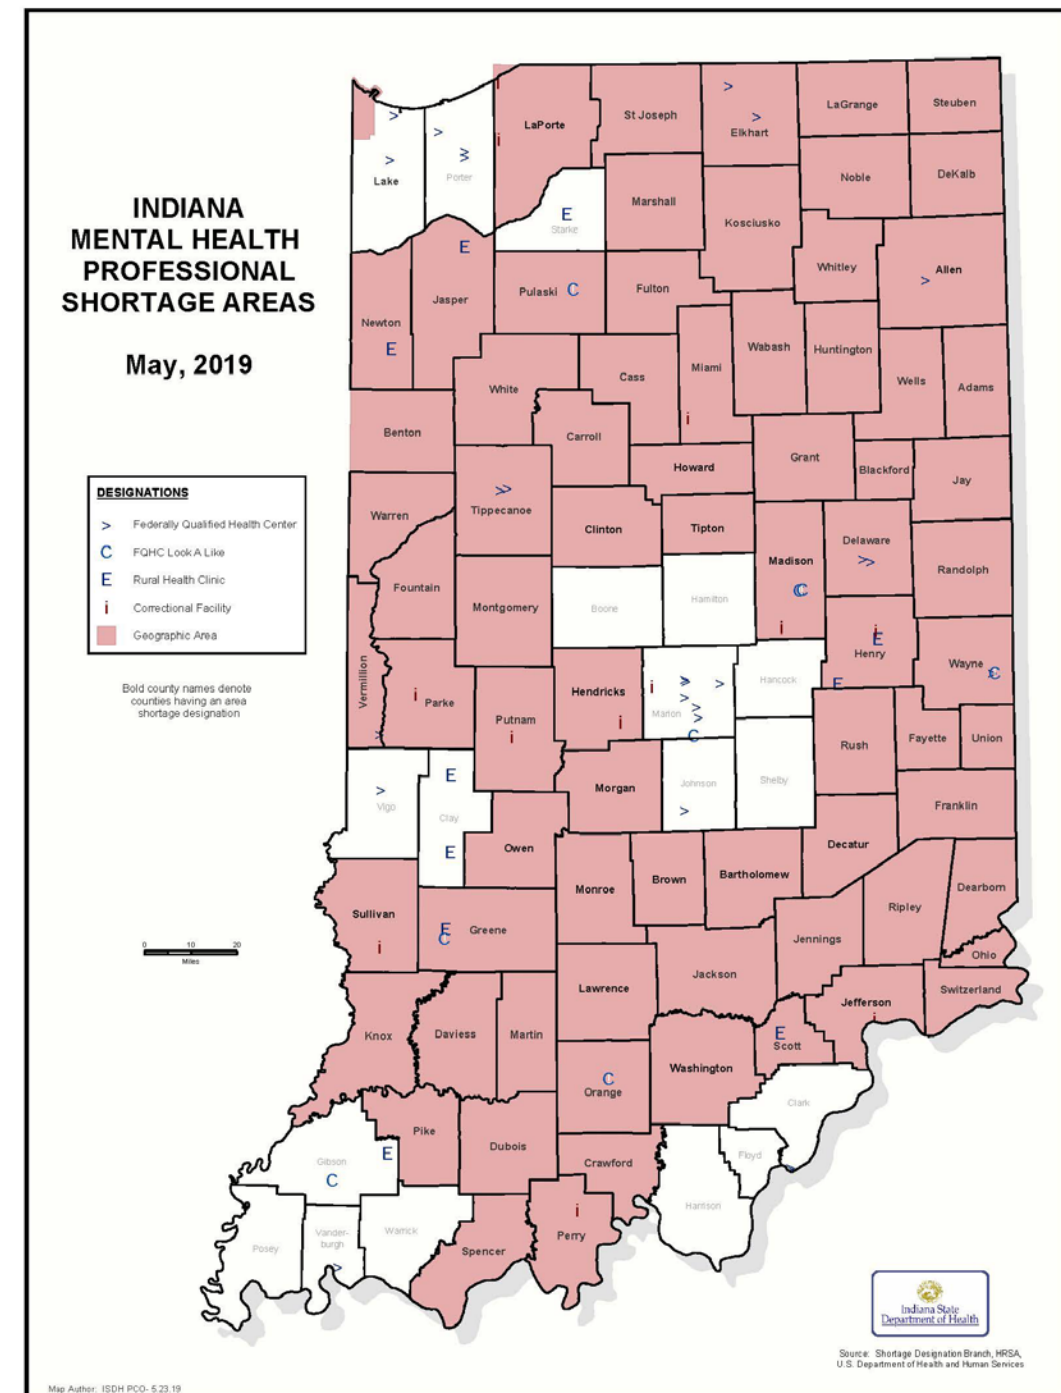 INDIANA
MENTAL HEALTH
PROFESSIONAL
SHORTAGE AREAS
May, 2019
DESIGNATIONS
> Federally Qualified Health Center
C FQHC Look A Like
E Rural Health Clinic
i Correctional Facility
Geographic Area
Bold county names denote
counties having an area
shortage designation
0 10 20
Miles
LaPorte
St Joseph
Elkhart
LaGrange
Steuben
Lake
Porter
Starke
Marshall
Kosciusko
Noble
DeKalb
Whitley
Allen
Newton
Jasper
Pulaski
Fulton
Miami
Wabash
Huntington
Wells
Adams
White
Cass
Benton
Carroll
Howard
Grant
Blackford
Jay
Warren
Tippecanoe
Clinton
Tipton
Madison
Delaware
Randolph
Fountain
Montgomery
Boone
Hamilton
Henry
Wayne
Vermillion
Parke
Putnam
Hendricks
Marion
Hancock
Rush
Fayette
Union
Vigo
Clay
Morgan
Johnson
Shelby
Franklin
Owen
Decatur
Monroe
Brown
Bartholomew
Dearborn
Ripley
Sullivan
Greene
Jennings
Ohio
Jackson
Lawrence
Jefferson
Switzerland
Knox
Daviess
Martin
Scott
Washington
Orange
Clark
Pike
Dubois
Crawford
Floyd
Gibson
Harrison
Posey
Vander-
burgh
Warrick
Spencer
Perry
Indiana State
Department of Health
Source: Shortage Designation Branch, HRSA,
U.S. Department of Health and Human Services
Map Author: ISDH PCO- 5.23.19